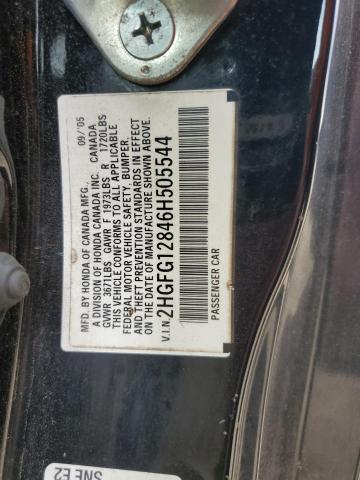 MFD. BY HONDA OF CANADA MFG., 09/'05
A DIVISION OF HONDA CANADA INC. CANADA
GVWR 3671LBS GAWR F 1973LBS R 1720LBS
THIS VEHICLE CONFORMS TO ALL APPLICABLE
FEDERAL MOTOR VEHICLE SAFETY, BUMPER,
AND THEFT PREVENTION STANDARDS IN EFFECT
ON THE DATE OF MANUFACTURE SHOWN ABOVE.
V.I.N. 2HGFG12846H505544
PASSENGER CAR
SNF E2